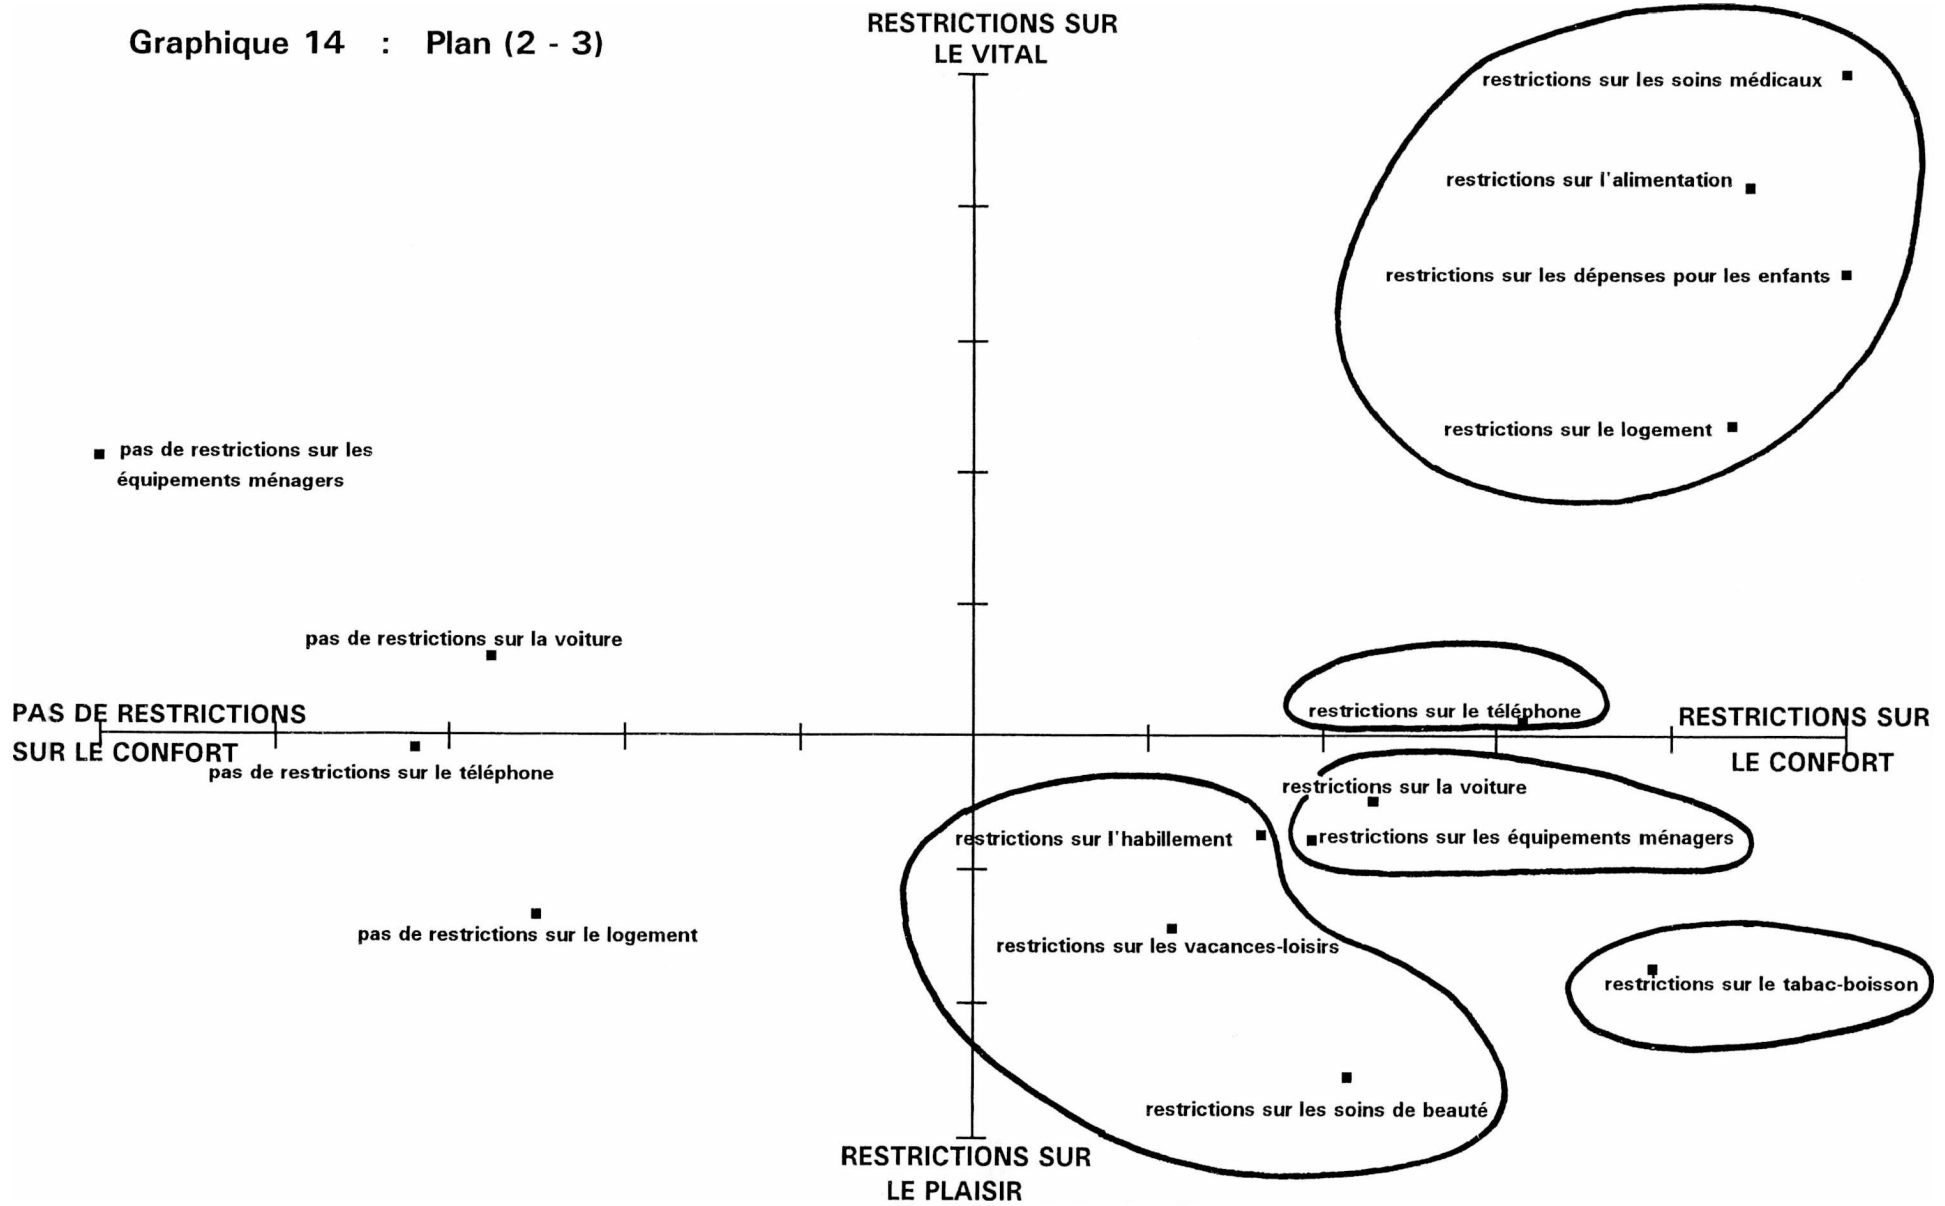 Graphique 14 : Plan (2 - 3)
RESTRICTIONS SUR
LE VITAL
restrictions sur les soins médicaux
restrictions sur l'alimentation
restrictions sur les dépenses pour les enfants
restrictions sur le logement
pas de restrictions sur les
équipements ménagers
pas de restrictions sur la voiture
PAS DE RESTRICTIONS
SUR LE CONFORT
pas de restrictions sur le téléphone
restrictions sur le téléphone
RESTRICTIONS SUR
LE CONFORT
restrictions sur la voiture
restrictions sur l'habillement
restrictions sur les équipements ménagers
pas de restrictions sur le logement
restrictions sur les vacances-loisirs
restrictions sur le tabac-boisson
restrictions sur les soins de beauté
RESTRICTIONS SUR
LE PLAISIR